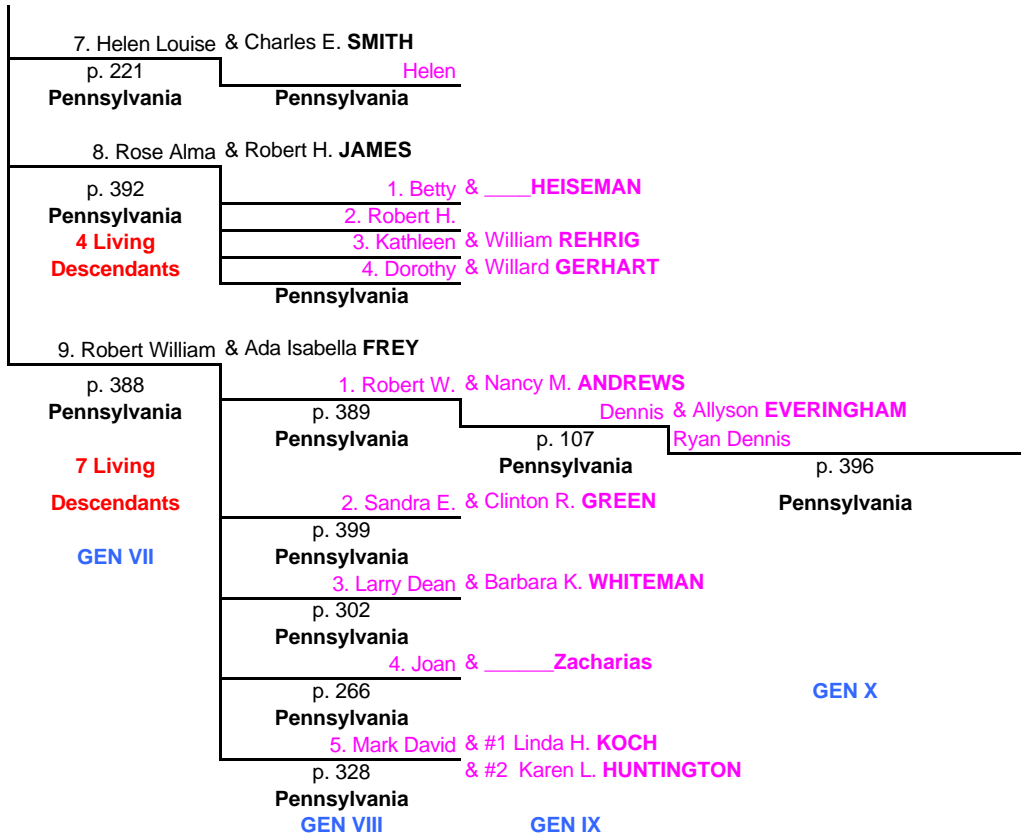 7. Helen Louise & Charles E. SMITH
p. 221 Helen
Pennsylvania Pennsylvania
8. Rose Alma & Robert H. JAMES
p. 392 1. Betty & ____HEISEMAN
Pennsylvania 2. Robert H.
4 Living 3. Kathleen & William REHRIG
Descendants 4. Dorothy & Willard GERHART
Pennsylvania
9. Robert William & Ada Isabella FREY
p. 388 1. Robert W. & Nancy M. ANDREWS
Pennsylvania p. 389 Dennis & Allyson EVERINGHAM
Pennsylvania p. 107 Ryan Dennis
7 Living Pennsylvania p. 396
Descendants 2. Sandra E. & Clinton R. GREEN Pennsylvania
p. 399
GEN VII Pennsylvania
3. Larry Dean & Barbara K. WHITEMAN
p. 302
Pennsylvania
4. Joan & ______Zacharias
p. 266 GEN X
Pennsylvania
5. Mark David & #1 Linda H. KOCH
p. 328 & #2 Karen L. HUNTINGTON
Pennsylvania
GEN VIII GEN IX